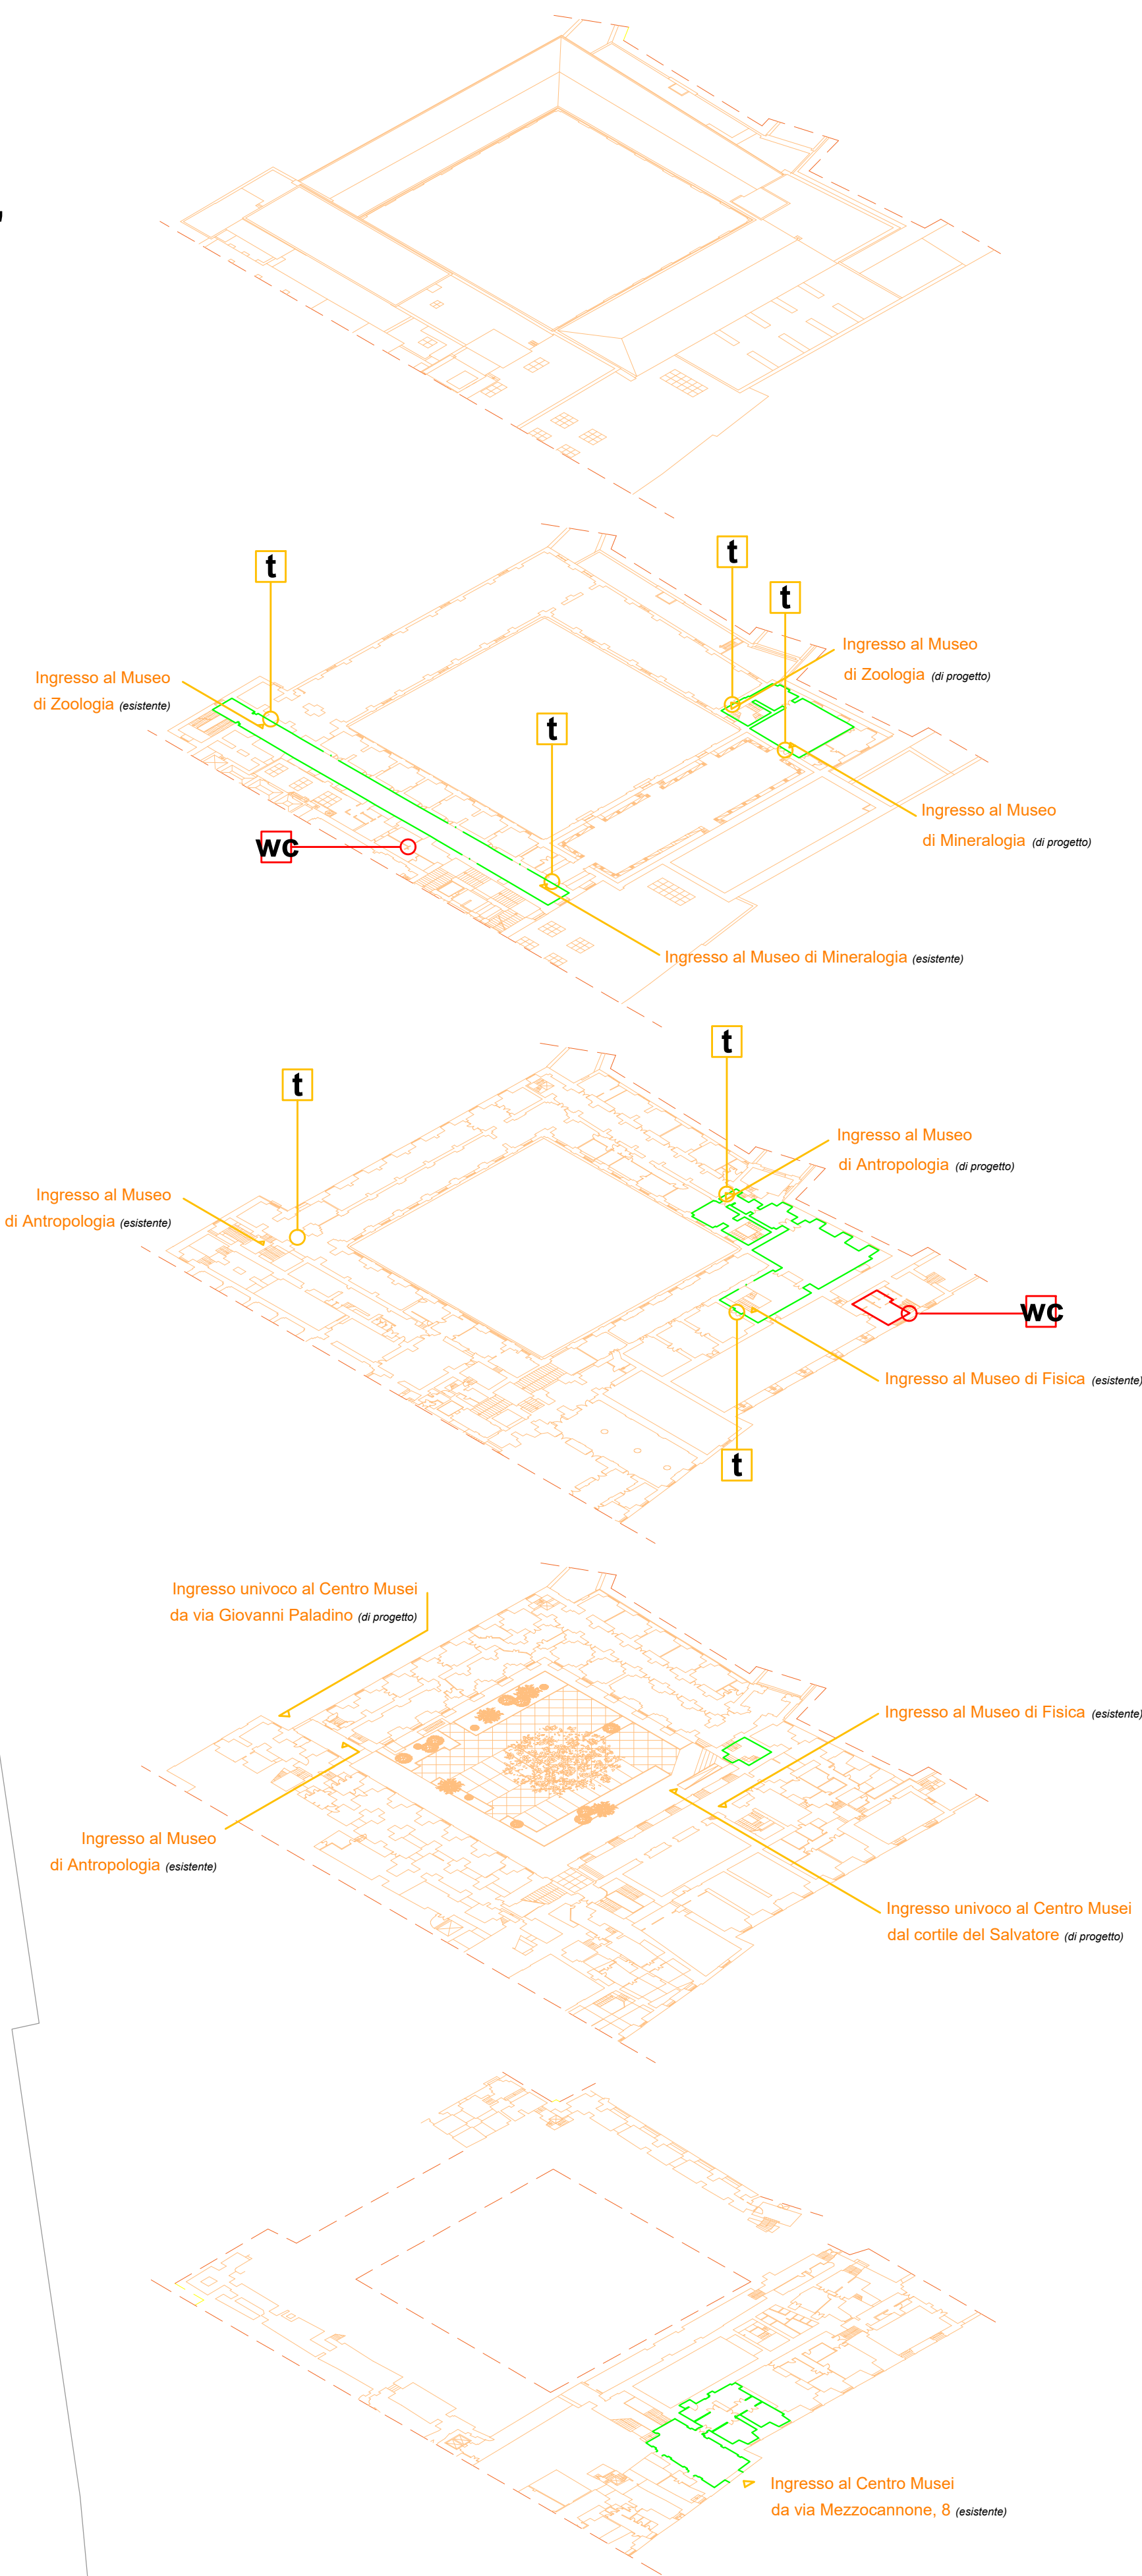 t
t
t
Ingresso al Museo
di Zoologia (di progetto)
Ingresso al Museo
di Zoologia (esistente)
t
Ingresso al Museo
di Mineralogia (di progetto)
wc
Ingresso al Museo di Mineralogia (esistente)
t
t
Ingresso al Museo
di Antropologia (di progetto)
Ingresso al Museo
di Antropologia (esistente)
wc
Ingresso al Museo di Fisica (esistente)
t
Ingresso univoco al Centro Musei
da via Giovanni Paladino (di progetto)
Ingresso al Museo di Fisica (esistente)
Ingresso al Museo
di Antropologia (esistente)
Ingresso univoco al Centro Musei
dal cortile del Salvatore (di progetto)
Ingresso al Centro Musei
da via Mezzocannone, 8 (esistente)